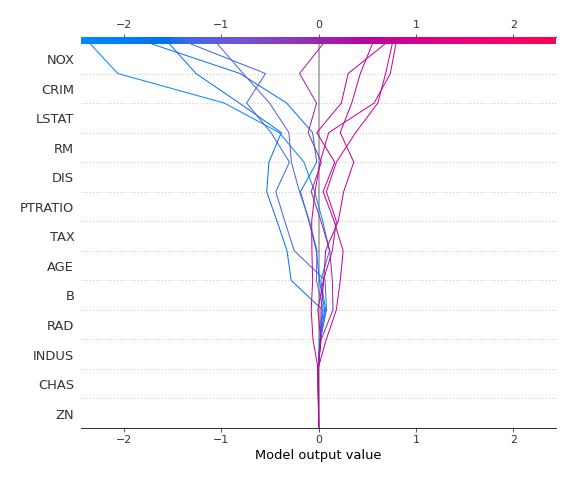 −2 −1 0 1 2
NOX
CRIM
LSTAT
RM
DIS
PTRATIO
TAX
AGE
B
RAD
INDUS
CHAS
ZN
−2 −1 0 1 2
Model output value